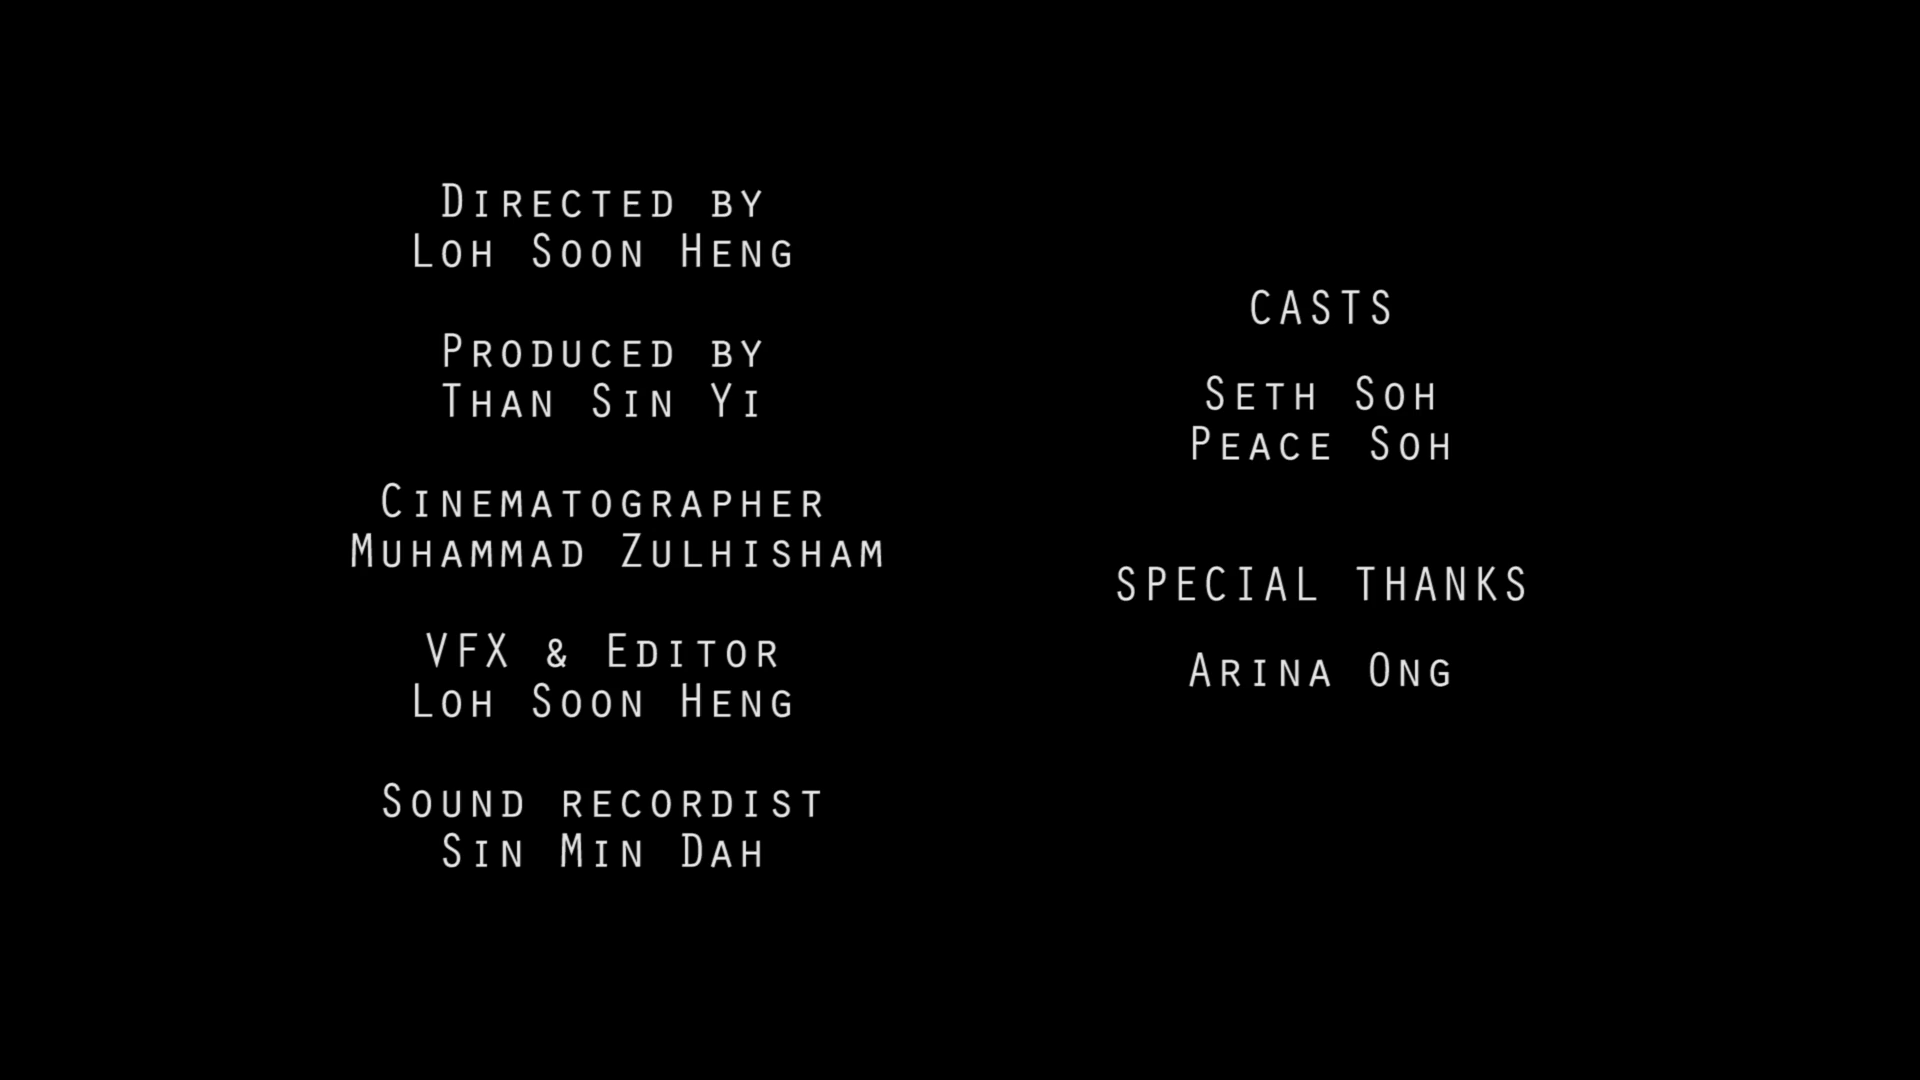 Directed by
Loh Soon Heng
Produced by
Than Sin Yi
Cinematographer
Muhammad Zulhisham
VFX & Editor
Loh Soon Heng
Sound recordist
Sin Min Dah
CASTS
Seth Soh
Peace Soh
SPECIAL THANKS
Arina Ong